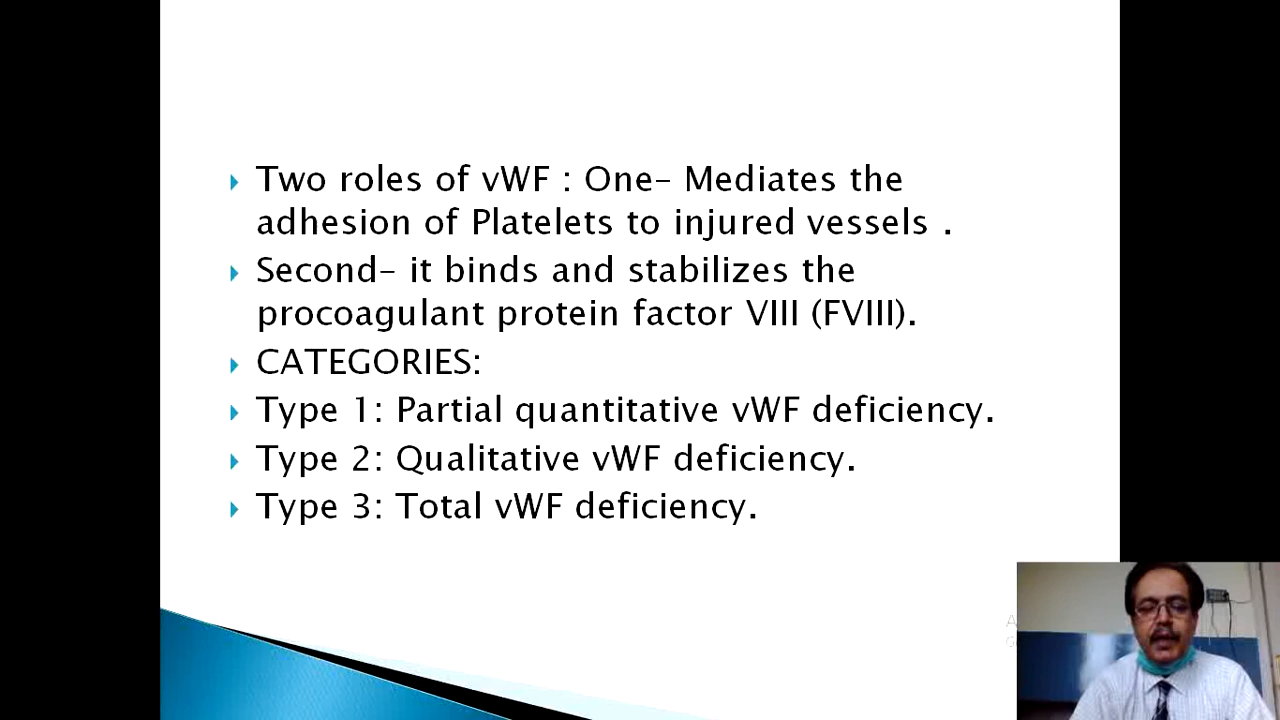 Two roles of vWF : One- Mediates the
adhesion of Platelets to injured vessels .
Second- it binds and stabilizes the
procoagulant protein factor VIII (FVIII).
CATEGORIES:
Type 1: Partial quantitative vWF deficiency.
Type 2: Qualitative vWF deficiency.
Type 3: Total vWF deficiency.